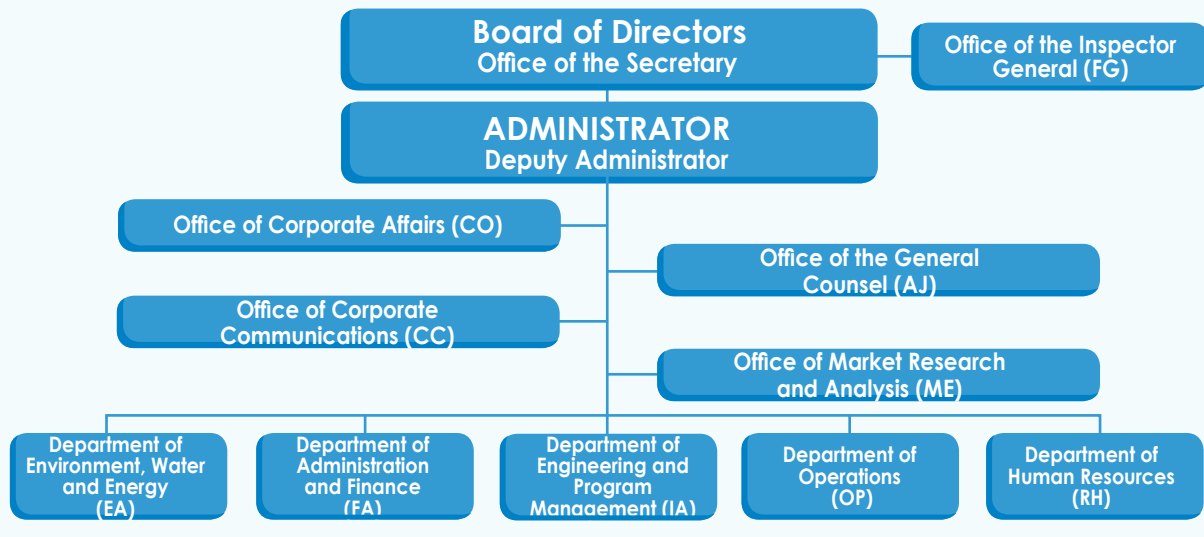 Board of Directors
Office of the Secretary
Office of the Inspector
General (FG)
ADMINISTRATOR
Deputy Administrator
Office of Corporate Affairs (CO)
Office of the General
Counsel (AJ)
Office of Corporate
Communications (CC)
Office of Market Research
and Analysis (ME)
Department of
Environment, Water
and Energy
(EA)
Department of
Administration
and Finance
(FA)
Department of
Engineering and
Program
Management (IA)
Department of
Operations
(OP)
Department of
Human Resources
(RH)